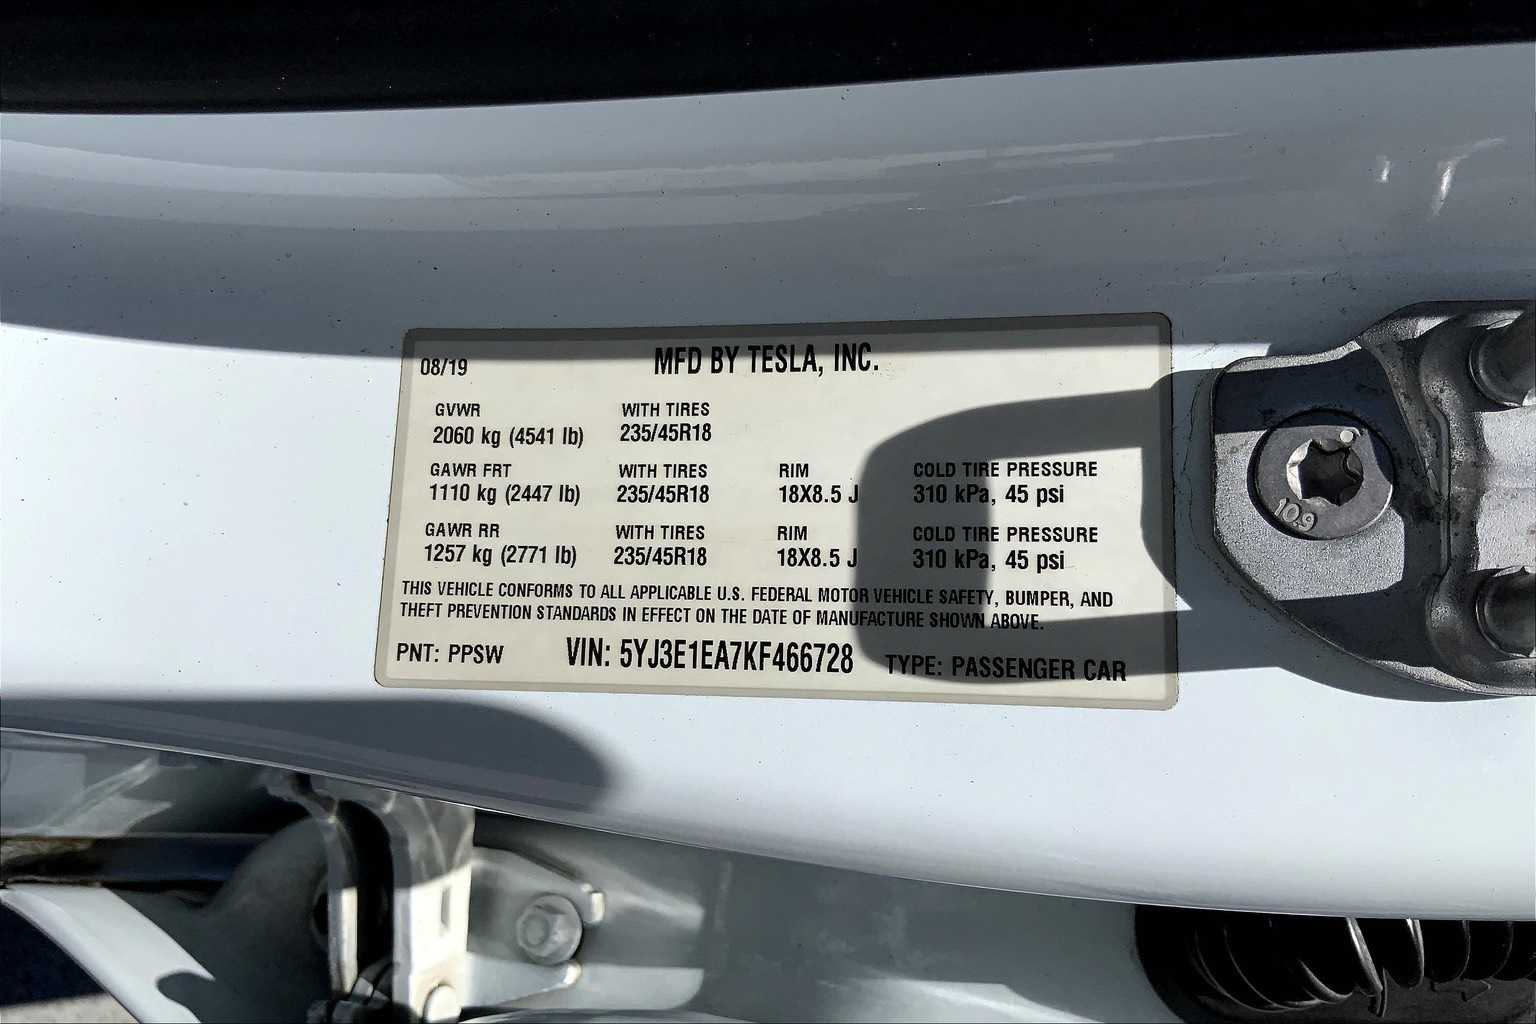 08/19 MFD BY TESLA, INC.
GVWR WITH TIRES
2060 kg (4541 lb) 235/45R18
GAWR FRT WITH TIRES RIM COLD TIRE PRESSURE
1110 kg (2447 lb) 235/45R18 18X8.5 J 310 kPa, 45 psi
GAWR RR WITH TIRES RIM COLD TIRE PRESSURE
1257 kg (2771 lb) 235/45R18 18X8.5 J 310 kPa, 45 psi
THIS VEHICLE CONFORMS TO ALL APPLICABLE U.S. FEDERAL MOTOR VEHICLE SAFETY, BUMPER, AND
THEFT PREVENTION STANDARDS IN EFFECT ON THE DATE OF MANUFACTURE SHOWN ABOVE.
PNT: PPSW VIN: 5YJ3E1EA7KF466728 TYPE: PASSENGER CAR
10.9